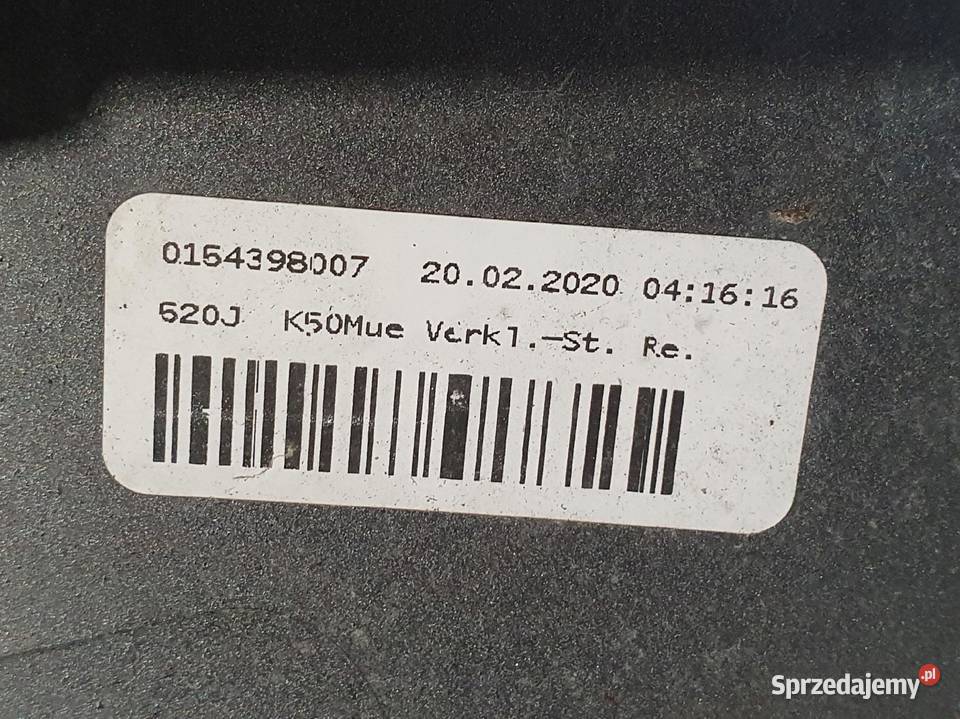 0154398007 20.02.2020 04:16:16
520J K50Mue Verkl.-St. Re.
Sprzedajemy.pl